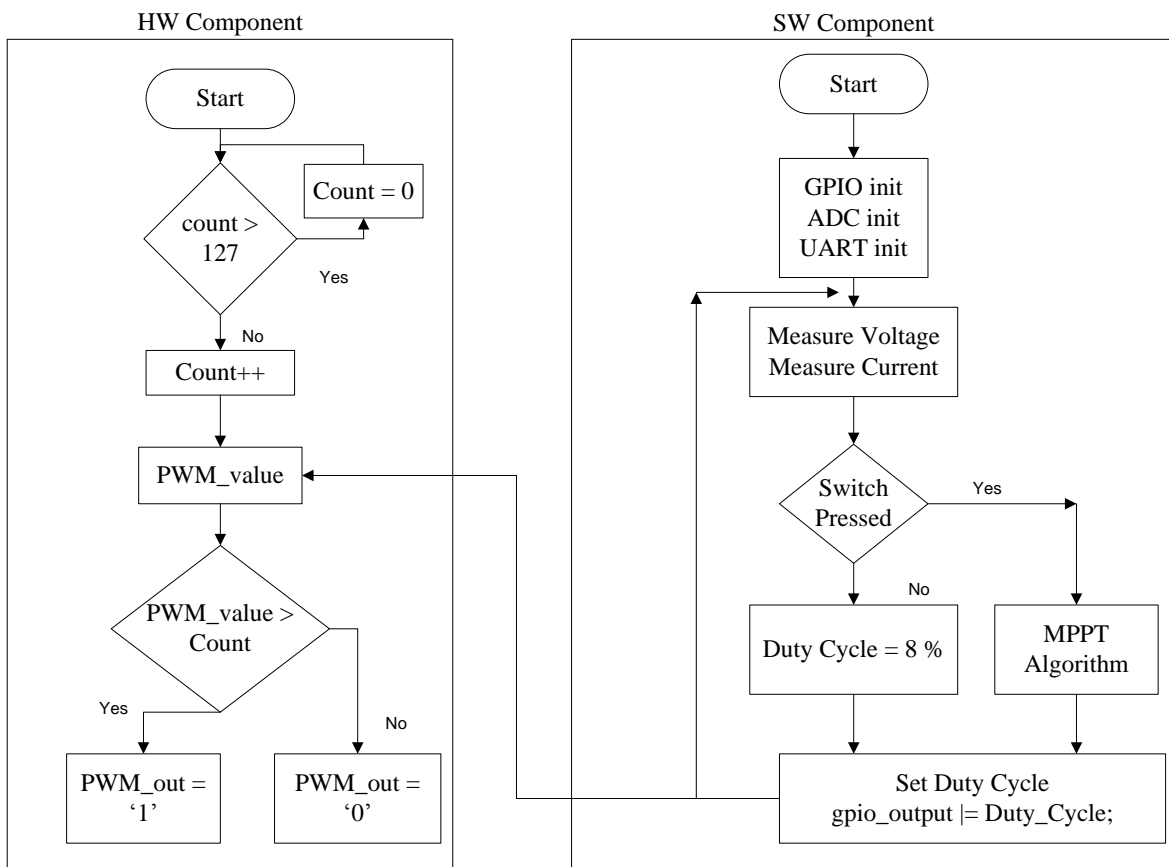 HW Component
Start
Count = 0
count >
127
Yes
No
Count++
PWM_value
PWM_value >
Count
Yes
No
PWM_out =
‘1’
PWM_out =
‘0’
SW Component
Start
GPIO init
ADC init
UART init
Measure Voltage
Measure Current
Switch
Pressed
Yes
No
Duty Cycle = 8 %
MPPT
Algorithm
Set Duty Cycle
gpio_output |= Duty_Cycle;